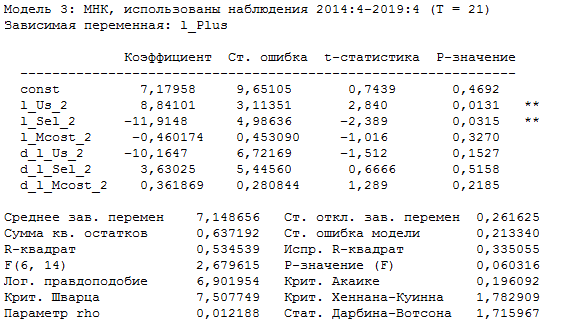 Модель 3: МНК, использованы наблюдения 2014:4-2019:4 (T = 21)
Зависимая переменная: l_Plus
Коэффициент Ст. ошибка t-статистика P-значение
----------------------------------------------------------------
const 7,17958 9,65105 0,7439 0,4692
l_Us_2 8,84101 3,11351 2,840 0,0131 **
l_Sel_2 −11,9148 4,98636 −2,389 0,0315 **
l_Mcost_2 −0,460174 0,453090 −1,016 0,3270
d_l_Us_2 −10,1647 6,72169 −1,512 0,1527
d_l_Sel_2 3,63025 5,44560 0,6666 0,5158
d_l_Mcost_2 0,361869 0,280844 1,289 0,2185
Среднее зав. перемен 7,148656 Ст. откл. зав. перемен 0,261625
Сумма кв. остатков 0,637192 Ст. ошибка модели 0,213340
R-квадрат 0,534539 Испр. R-квадрат 0,335055
F(6, 14) 2,679615 P-значение (F) 0,060316
Лог. правдоподобие 6,901954 Крит. Акаике 0,196092
Крит. Шварца 7,507749 Крит. Хеннана-Куинна 1,782909
Параметр rho 0,012188 Стат. Дарбина-Вотсона 1,715967